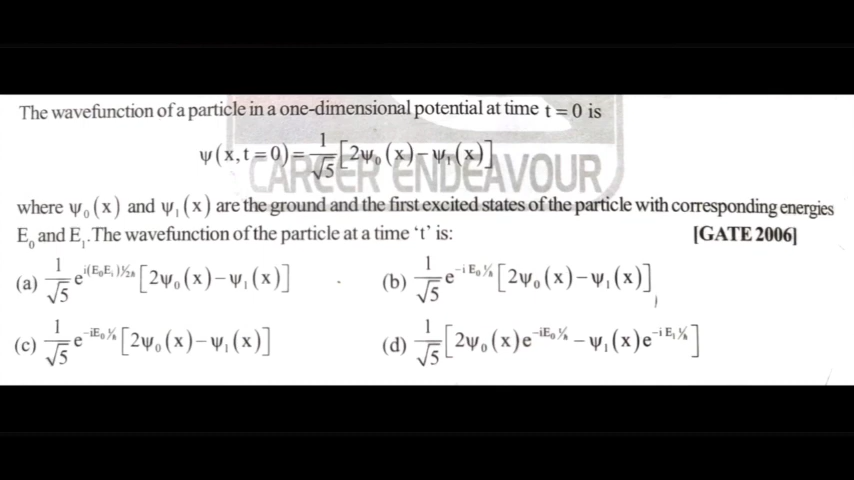 The wavefunction of a particle in a one-dimensional potential at time t = 0 is
ψ(x, t = 0) = 1/√5 [2ψ₀(x) − ψ₁(x)]
CAREER ENDEAVOUR
where ψ₀(x) and ψ₁(x) are the ground and the first excited states of the particle with corresponding energies
E₀ and E₁. The wavefunction of the particle at a time ‘t’ is: [GATE 2006]
(a) 1/√5 e^{i(E₀E₁)t/2ħ} [2ψ₀(x) − ψ₁(x)] (b) 1/√5 e^{-iE₀t/ħ} [2ψ₀(x) − ψ₁(x)]
(c) 1/√5 e^{-iE₀t/ħ} [2ψ₀(x) − ψ₁(x)] (d) 1/√5 [2ψ₀(x)e^{-iE₀t/ħ} − ψ₁(x)e^{-iE₁t/ħ}]